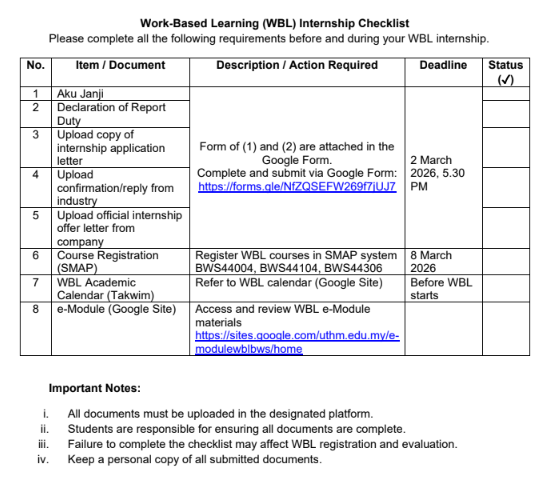 Work-Based Learning (WBL) Internship Checklist
Please complete all the following requirements before and during your WBL internship.
No. Item / Document Description / Action Required Deadline Status (✓)
1 Aku Janji
2 Declaration of Report
Duty
3 Upload copy of
internship application
letter
4 Upload
confirmation/reply from
industry
5 Upload official internship
offer letter from
company
Form of (1) and (2) are attached in the
Google Form.
Complete and submit via Google Form:
https://forms.gle/NfZQSEFW269f7jUJ7
2 March
2026, 5.30
PM
6 Course Registration
(SMAP)
Register WBL courses in SMAP system
BWS44004, BWS44104, BWS44306
8 March
2026
7 WBL Academic
Calendar (Takwim)
Refer to WBL calendar (Google Site)
Before WBL
starts
8 e-Module (Google Site)
Access and review WBL e-Module
materials
https://sites.google.com/uthm.edu.my/e-
modulewblbws/home
Important Notes:
i. All documents must be uploaded in the designated platform.
ii. Students are responsible for ensuring all documents are complete.
iii. Failure to complete the checklist may affect WBL registration and evaluation.
iv. Keep a personal copy of all submitted documents.